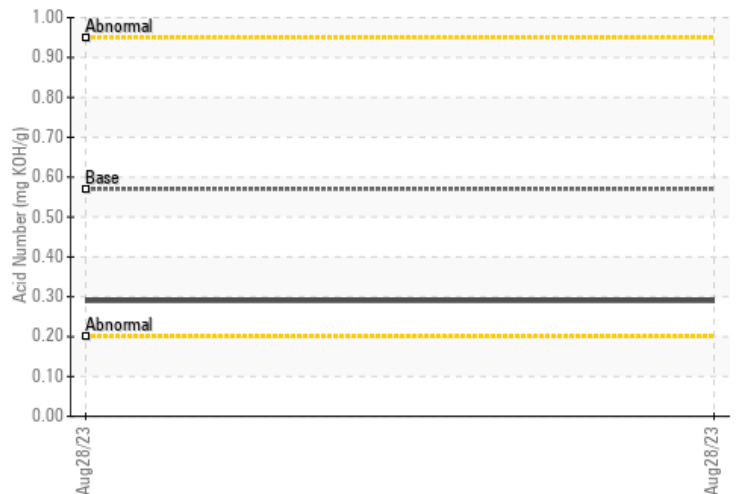 1.00
Abnormal
0.90
0.80
0.70
0.60
Base
0.50
0.40
0.30
Abnormal
0.20
0.10
0.00
Acid Number (mg KOH/g)
Aug28/23
Aug28/23